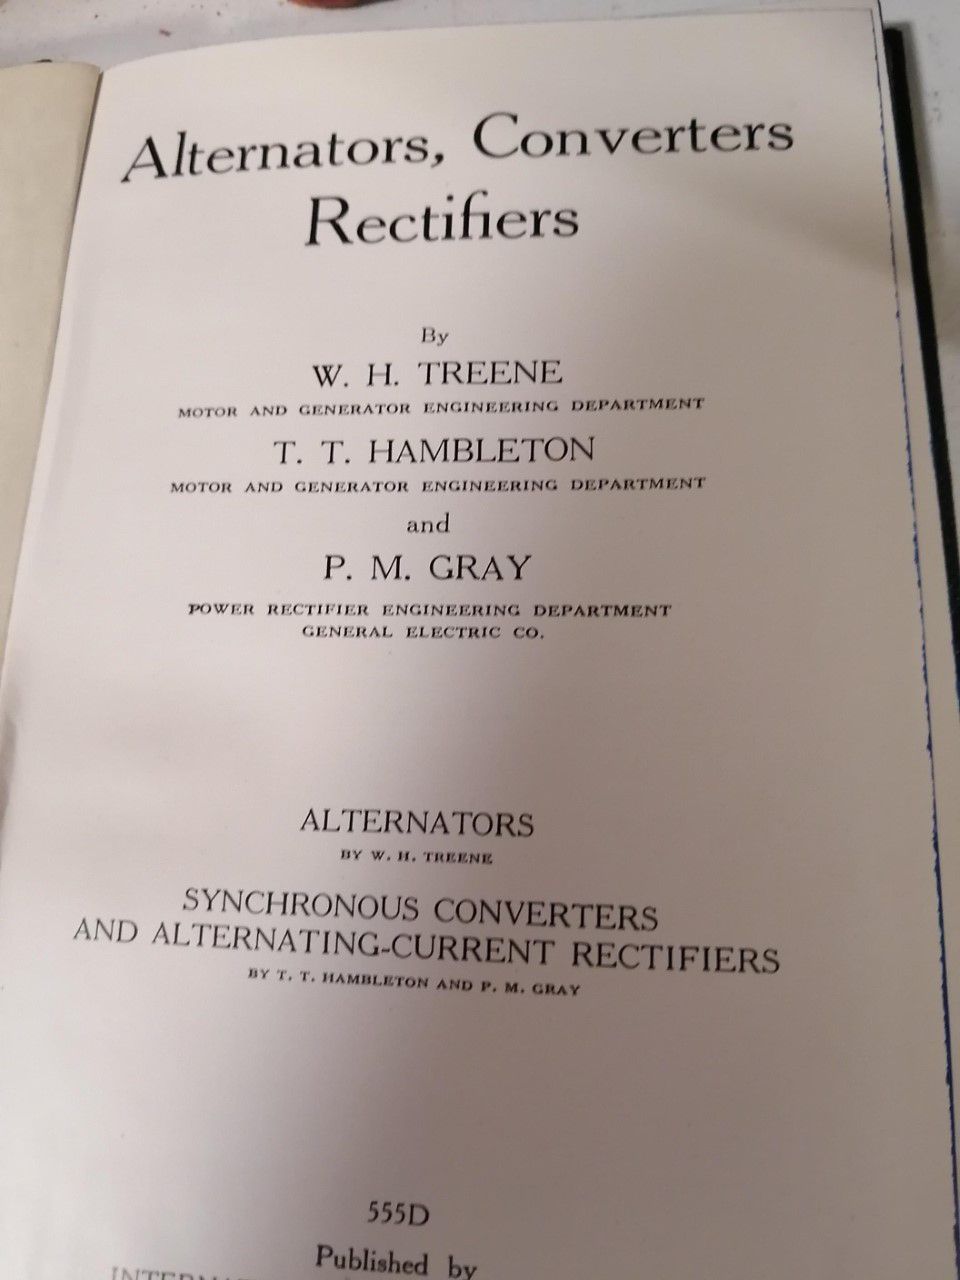 Alternators, Converters
Rectifiers
By
W. H. TREENE
MOTOR AND GENERATOR ENGINEERING DEPARTMENT
T. T. HAMBLETON
MOTOR AND GENERATOR ENGINEERING DEPARTMENT
and
P. M. GRAY
POWER RECTIFIER ENGINEERING DEPARTMENT
GENERAL ELECTRIC CO.
ALTERNATORS
BY W. H. TREENE
SYNCHRONOUS CONVERTERS
AND ALTERNATING-CURRENT RECTIFIERS
BY T. T. HAMBLETON AND P. M. GRAY
555D
Published by